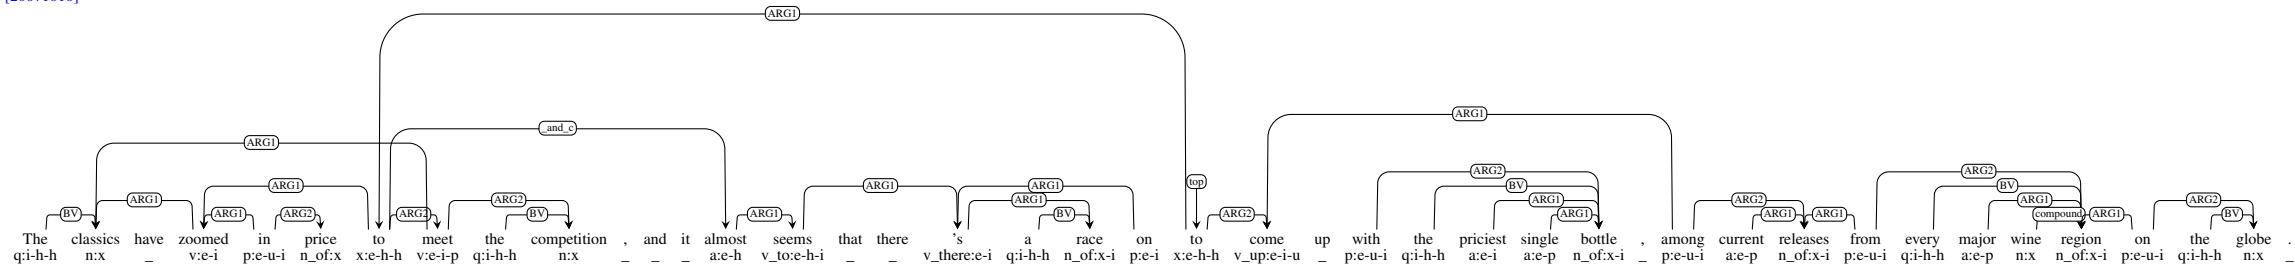 ARG1
_and_c ARG1
ARG1
ARG2 ARG2
top
ARG1 ARG1 ARG1 BV BV
ARG1 ARG2 ARG1 ARG1 ARG2 ARG1 ARG2
BV ARG1 ARG2 ARG2 BV ARG1 BV ARG2 ARG1 ARG1 ARG1 compound ARG1 BV
The classics have zoomed in price to meet the competition , and it almost seems that there 's a race on to come up with the priciest single bottle , among current releases from every major wine region on the globe .
q:i-h-h n:x _ v:e-i p:e-u-i n_of:x x:e-h-h v:e-i-p q:i-h-h n:x _ _ _ a:e-h v_to:e-h-i _ _ v_there:e-i q:i-h-h n_of:x-i p:e-i x:e-h-h v_up:e-i-u _ p:e-u-i q:i-h-h a:e-i a:e-p n_of:x-i _ p:e-u-i a:e-p n_of:x-i p:e-u-i q:i-h-h a:e-p n:x n_of:x-i p:e-u-i q:i-h-h n:x _